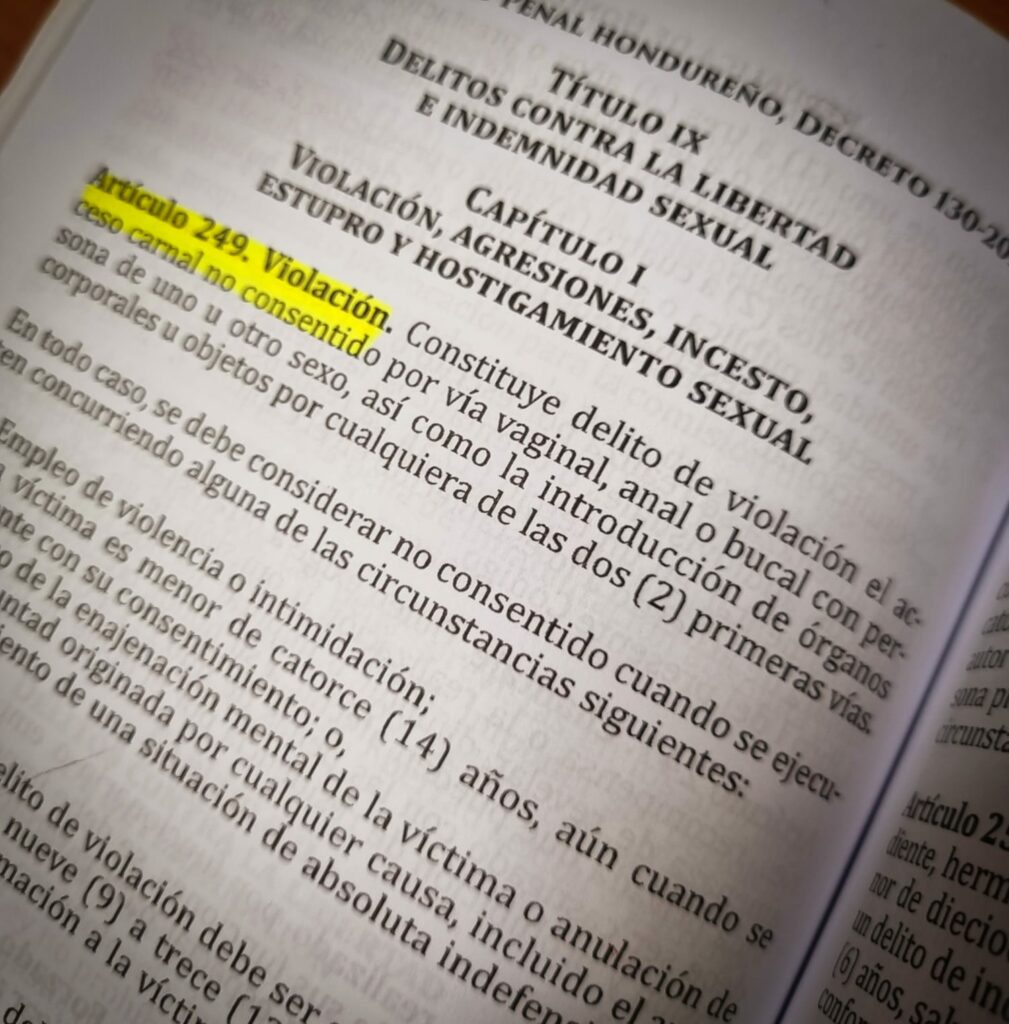 PENAL HONDUREÑO, DECRETO 130-20
TÍTULO IX
DELITOS CONTRA LA LIBERTAD
E INDEMNIDAD SEXUAL
CAPÍTULO I
VIOLACIÓN, AGRESIONES, INCESTO,
ESTUPRO Y HOSTIGAMIENTO SEXUAL
Artículo 249. Violación. Constituye delito de violación el ac-
ceso carnal no consentido por vía vaginal, anal o bucal con per-
sona de uno u otro sexo, así como la introducción de órganos
corporales u objetos por cualquiera de las dos (2) primeras vías.
En todo caso, se debe considerar no consentido cuando se ejecu-
ten concurriendo alguna de las circunstancias siguientes:
Empleo de violencia o intimidación;
víctima es menor de catorce (14) años, aún cuando se
nte con su consentimiento; o,
o de la enajenación mental de la víctima o anulación de
ntad originada por cualquier causa, incluido el
iento de una situación de absoluta indefen
elito de violación debe ser
nueve (9) a trece (1
mación a la vícti
autor
sona p
circunsta
Artículo 25
diente, herm
nor de diecio
un delito de in
(6) años, sal
confor